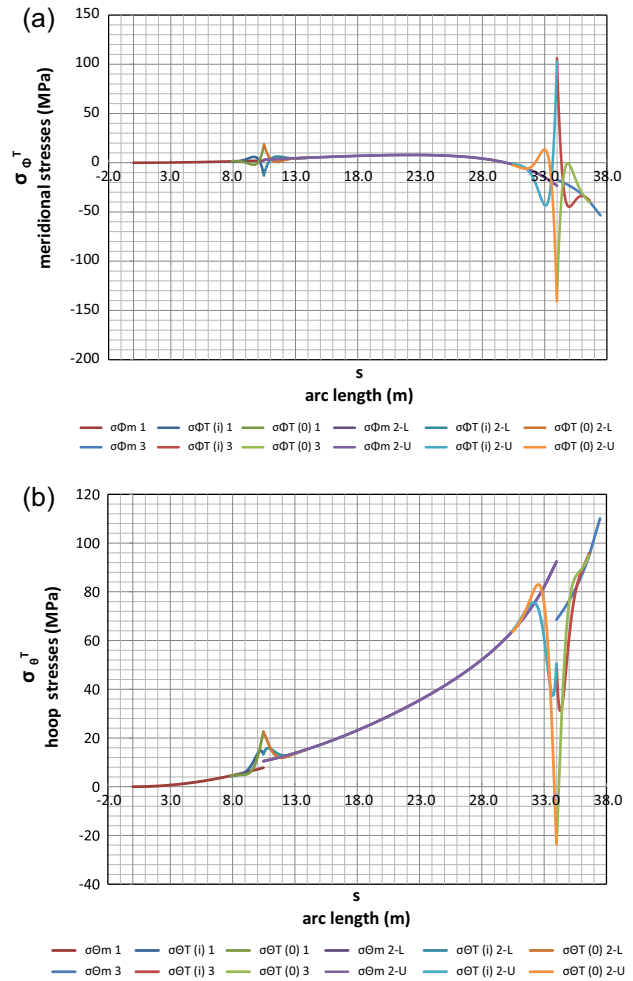 (a)
150
100
50
0
-50
-100
-150
-200
-2.0 3.0 8.0 13.0 18.0 23.0 28.0 33.0 38.0
σΦT
meridional stresses (MPa)
s
arc length (m)
σΦm 1 σΦT (i) 1 σΦT (0) 1 σΦm 2-L σΦT (i) 2-L σΦT (0) 2-L
σΦm 3 σΦT (i) 3 σΦT (0) 3 σΦm 2-U σΦT (i) 2-U σΦT (0) 2-U
(b)
120
100
80
60
40
20
0
-20
-40
-2.0 3.0 8.0 13.0 18.0 23.0 28.0 33.0 38.0
σθT
hoop stresses (MPa)
s
arc length (m)
σΘm 1 σΘT (i) 1 σΘT (0) 1 σΘm 2-L σΘT (i) 2-L σΘT (0) 2-L
σΘm 3 σΘT (i) 3 σΘT (0) 3 σΘm 2-U σΘT (i) 2-U σΘT (0) 2-U